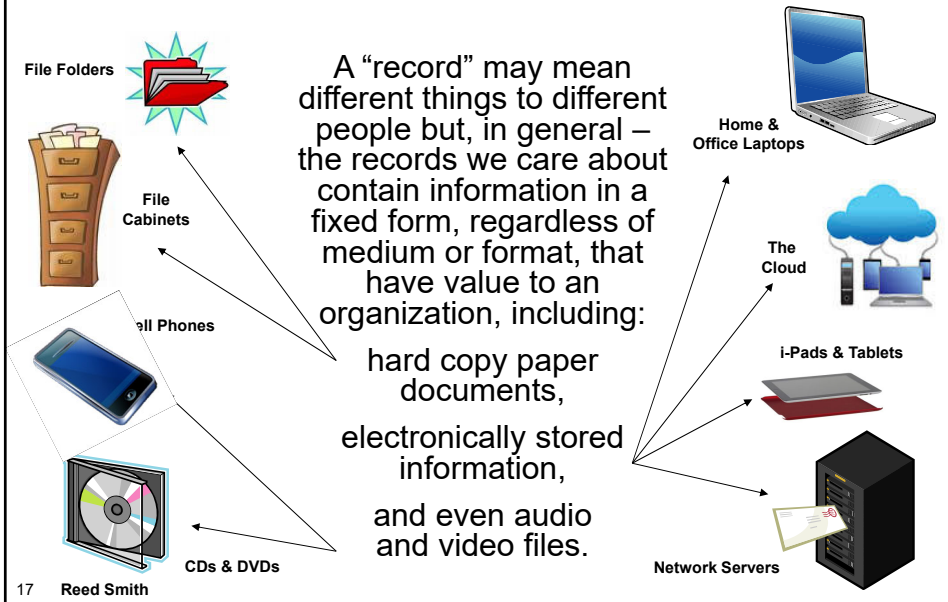 File Folders
A “record” may mean
different things to different
people but, in general –
the records we care about
contain information in a
fixed form, regardless of
medium or format, that
have value to an
organization, including:
hard copy paper
documents,
electronically stored
information,
and even audio
and video files.
File
Cabinets
ell Phones
CDs & DVDs
Home &
Office Laptops
The
Cloud
i-Pads & Tablets
Network Servers
17 Reed Smith